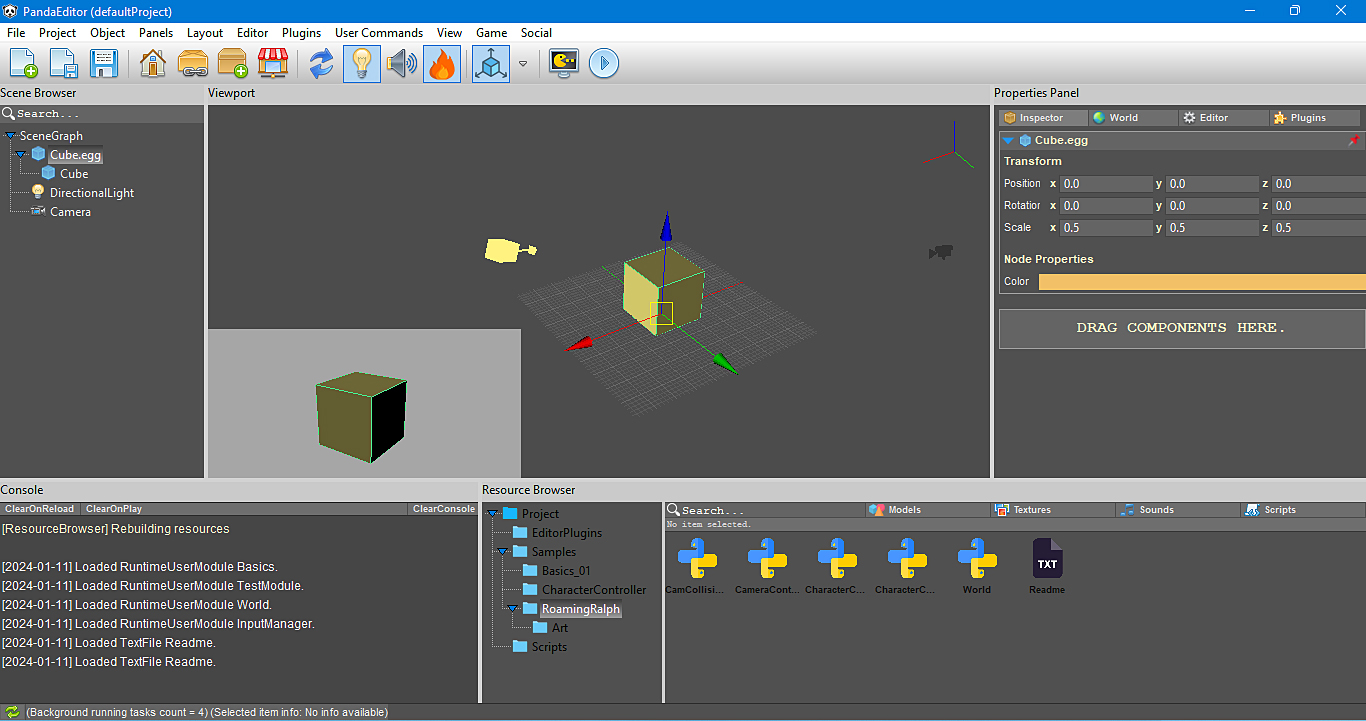 PandaEditor (defaultProject)
File Project Object Panels Layout Editor Plugins User Commands View Game Social
Scene Browser
Search...
SceneGraph
Cube.egg
Cube
DirectionalLight
Camera
Viewport
Properties Panel
Inspector World Editor Plugins
Cube.egg
Transform
Position x 0.0 y 0.0 z 0.0
Rotatior x 0.0 y 0.0 z 0.0
Scale x 0.5 y 0.5 z 0.5
Node Properties
Color
DRAG COMPONENTS HERE.
Console
ClearOnReload ClearOnPlay ClearConsole
[ResourceBrowser] Rebuilding resources
[2024-01-11] Loaded RuntimeUserModule Basics.
[2024-01-11] Loaded RuntimeUserModule TestModule.
[2024-01-11] Loaded RuntimeUserModule World.
[2024-01-11] Loaded RuntimeUserModule InputManager.
[2024-01-11] Loaded TextFile Readme.
[2024-01-11] Loaded TextFile Readme.
Resource Browser
Project
EditorPlugins
Samples
Basics_01
CharacterController
RoamingRalph
Art
Scripts
Search... Models Textures Sounds Scripts
No item selected.
TXT
CamCollisi... CameraCont... CharacterC... CharacterC... World Readme
(Background running tasks count = 4) (Selected item info: No info available)